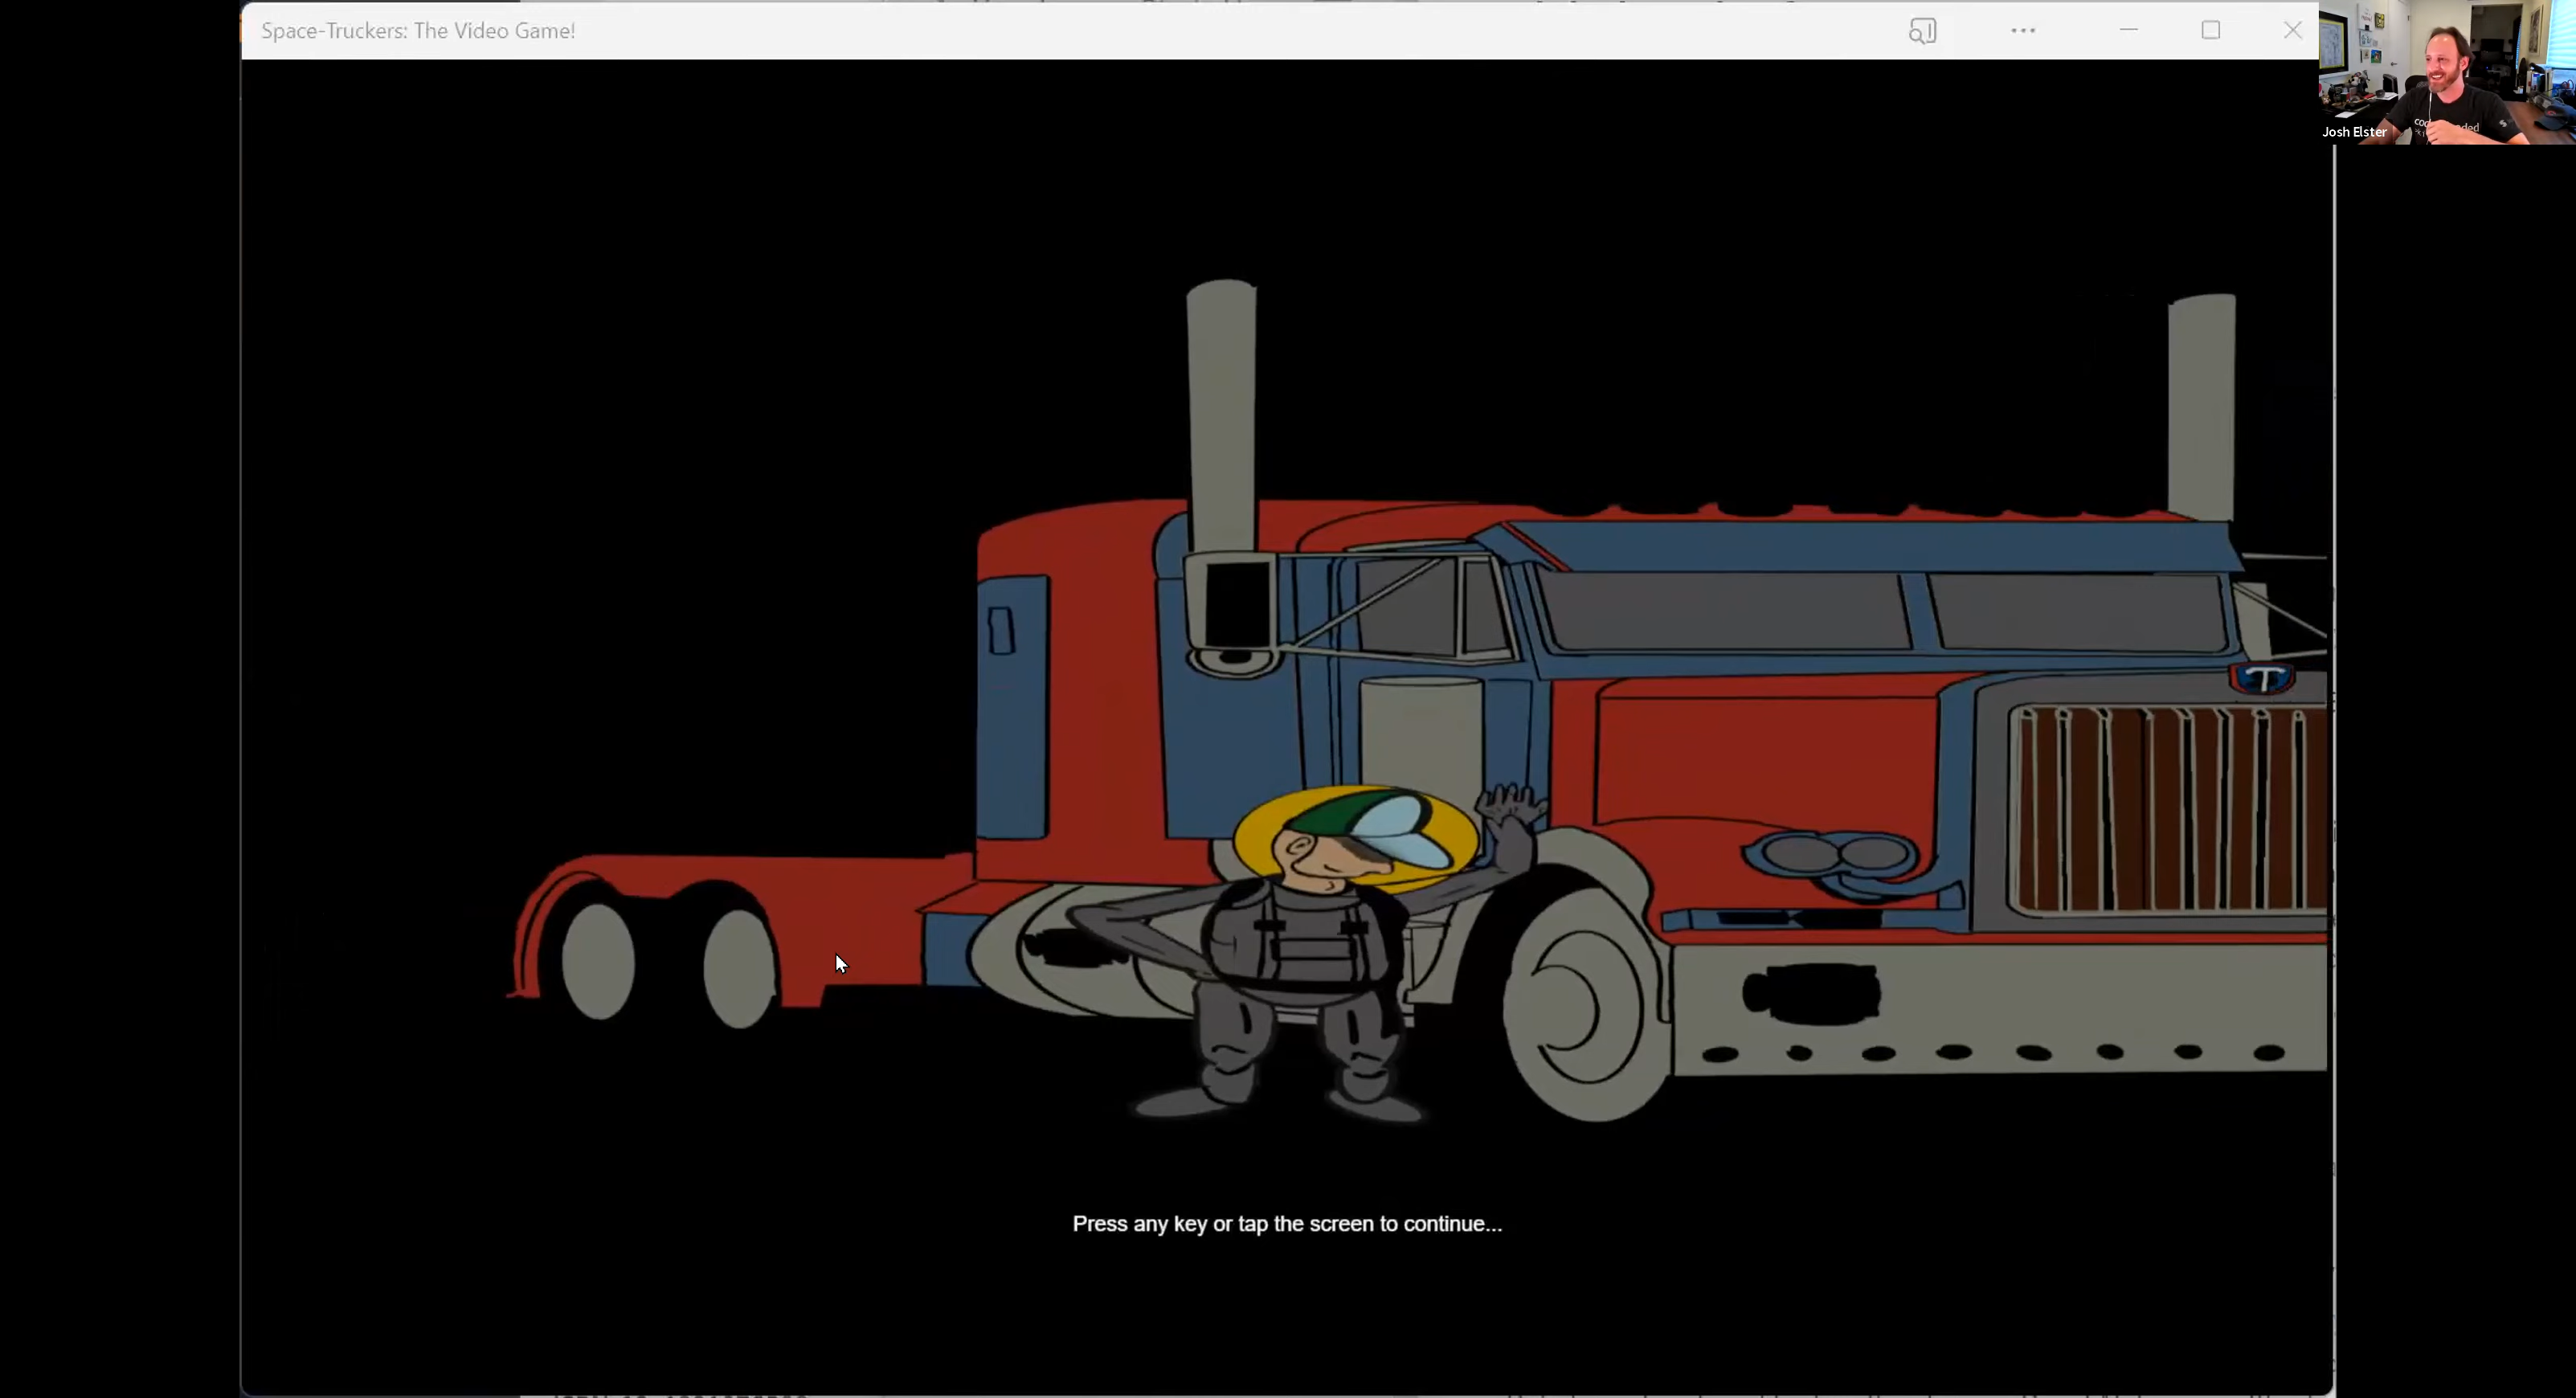 Space-Truckers: The Video Game!
Josh Elster
T
Press any key or tap the screen to continue...